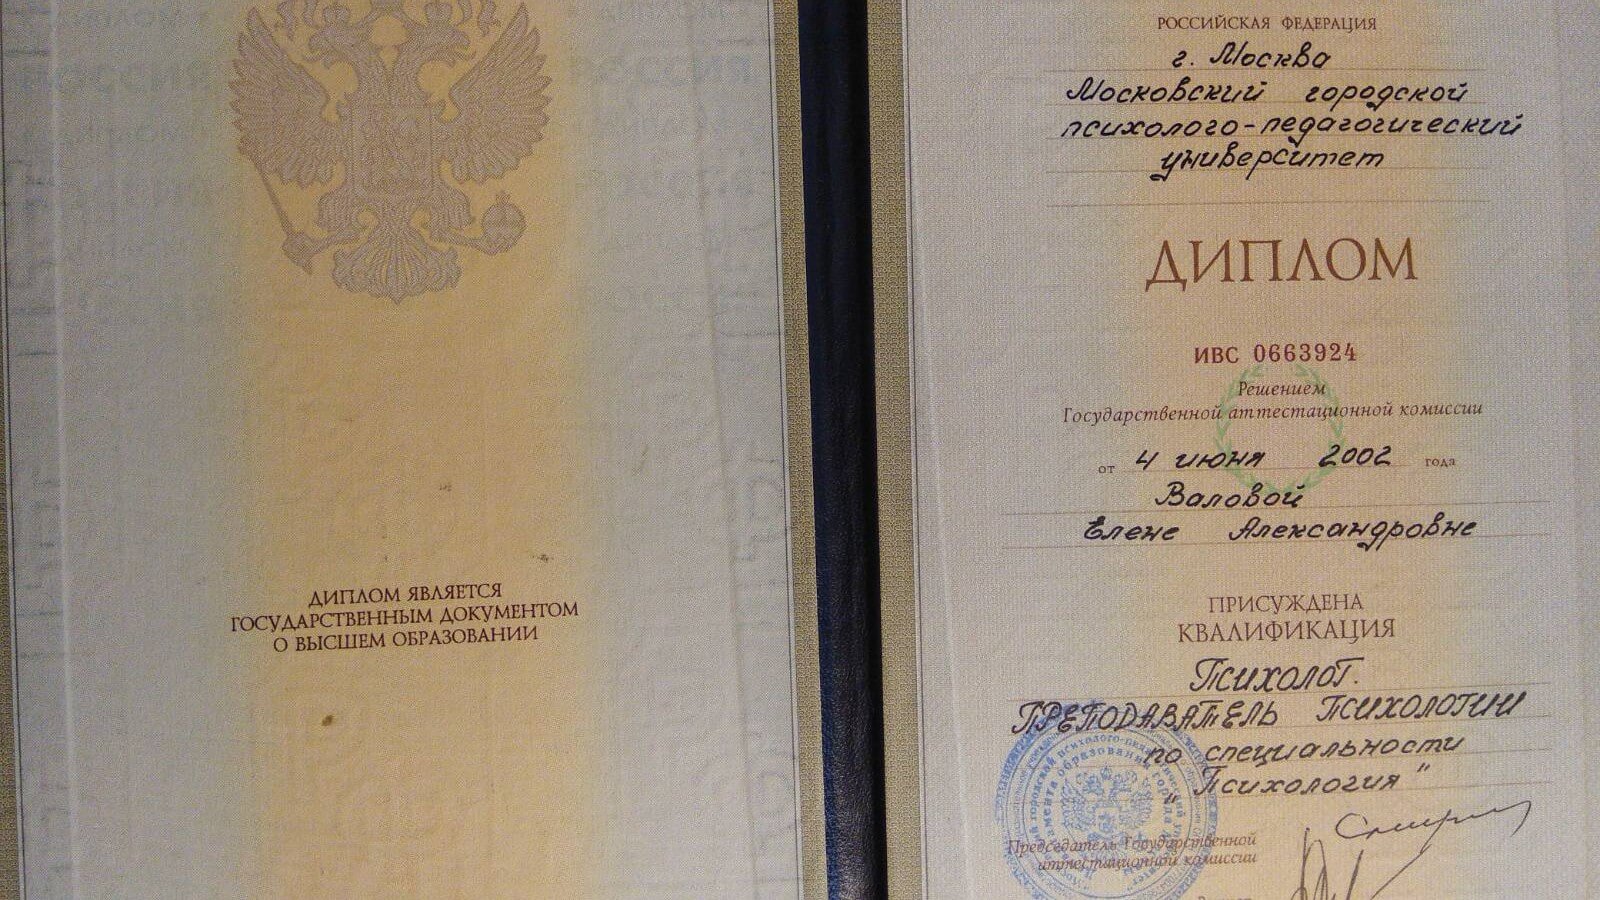 ДИПЛОМ ЯВЛЯЕТСЯ
ГОСУДАРСТВЕННЫМ ДОКУМЕНТОМ
О ВЫСШЕМ ОБРАЗОВАНИИ
РОССИЙСКАЯ ФЕДЕРАЦИЯ
г. Москва
Московский городской
психолого-педагогический
университет
ДИПЛОМ
ИВС 0663924
Решением
Государственной аттестационной комиссии
от 4 июня 2002 года
Валовой
Елене Александровне
ПРИСУЖДЕНА
КВАЛИФИКАЦИЯ
Психолог.
ПРЕПОДАВАТЕЛЬ ПСИХОЛОГИИ
по специальности
"Психология"
Председатель Государственной
аттестационной комиссии